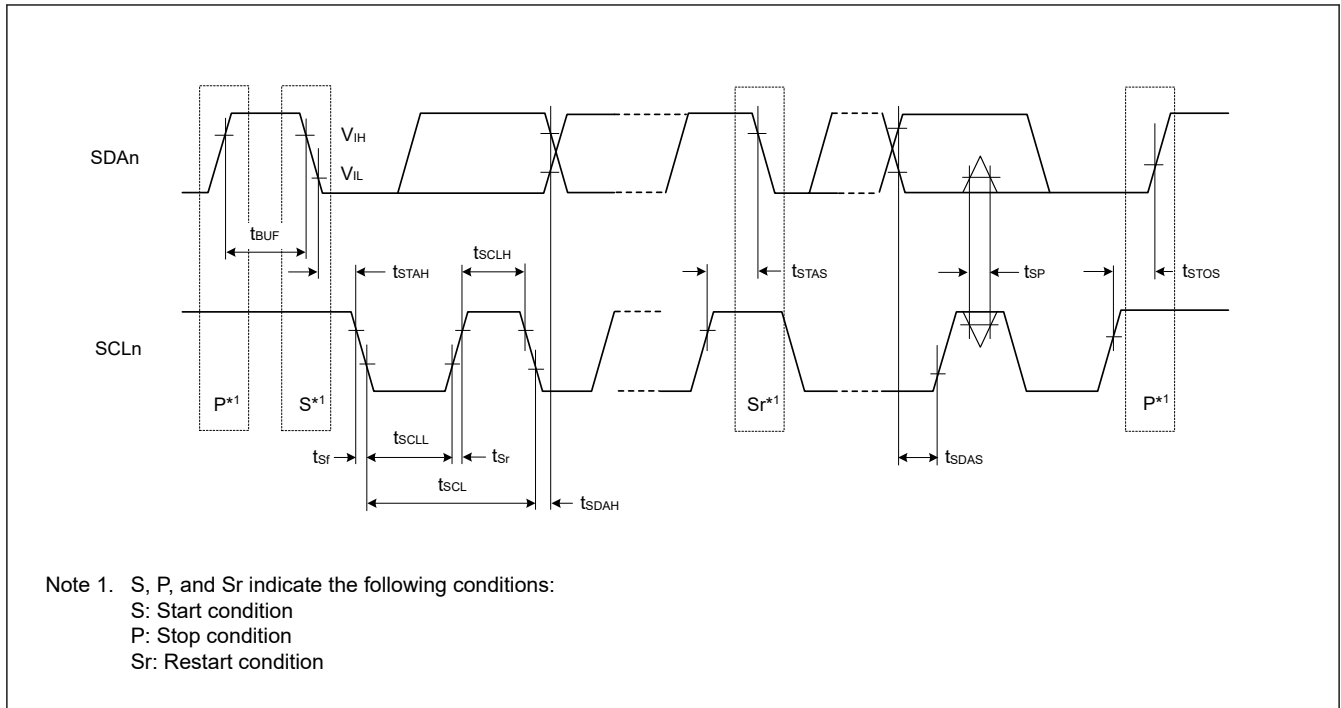 SDAn
VIH
VIL
tBUF
tSTAH
tSCLH
tSTAS
tSP
tSTOS
SCLn
P*1
S*1
Sr*1
P*1
tSf
tSCLL
tSr
tSCL
tSDAH
tSDAS
Note 1. S, P, and Sr indicate the following conditions:
S: Start condition
P: Stop condition
Sr: Restart condition